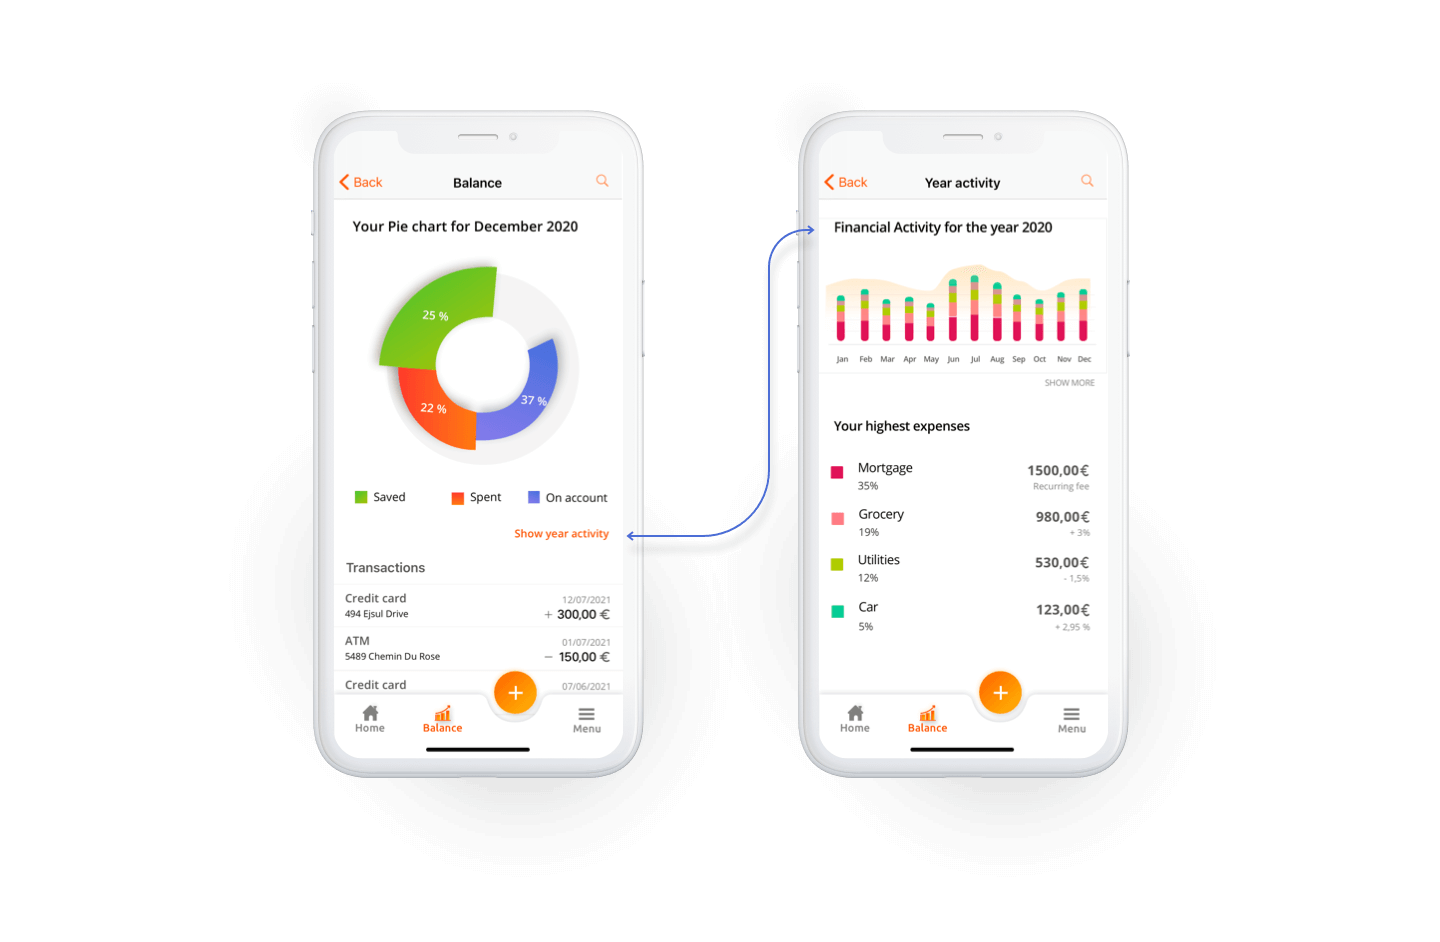 Back
Balance
Your Pie chart for December 2020
25 %
37 %
22 %
Saved
Spent
On account
Show year activity
Transactions
Credit card
12/07/2021
494 Ejsul Drive
+ 300,00 €
ATM
01/07/2021
5489 Chemin Du Rose
− 150,00 €
Credit card
07/06/2021
+
Home
Balance
Menu
Back
Year activity
Financial Activity for the year 2020
Jan Feb Mar Apr May Jun Jul Aug Sep Oct Nov Dec
SHOW MORE
Your highest expenses
Mortgage
1500,00€
35%
Recurring fee
Grocery
980,00€
19%
+ 3%
Utilities
530,00€
12%
- 1,5%
Car
123,00€
5%
+ 2,95 %
+
Home
Balance
Menu